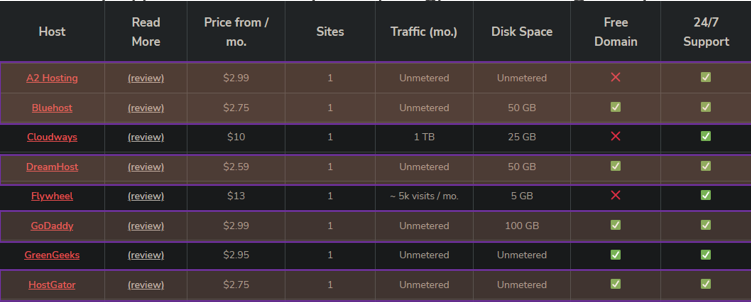 Host Read More Price from / mo. Sites Traffic (mo.) Disk Space Free Domain 24/7 Support
A2 Hosting (review) $2.99 1 Unmetered Unmetered ❌ ✅
Bluehost (review) $2.75 1 Unmetered 50 GB ✅ ✅
Cloudways (review) $10 1 1 TB 25 GB ❌ ✅
DreamHost (review) $2.59 1 Unmetered 50 GB ✅ ✅
Flywheel (review) $13 1 ~ 5k visits / mo. 5 GB ❌ ✅
GoDaddy (review) $2.99 1 Unmetered 100 GB ✅ ✅
GreenGeeks (review) $2.95 1 Unmetered Unmetered ✅ ✅
HostGator (review) $2.75 1 Unmetered Unmetered ✅ ✅